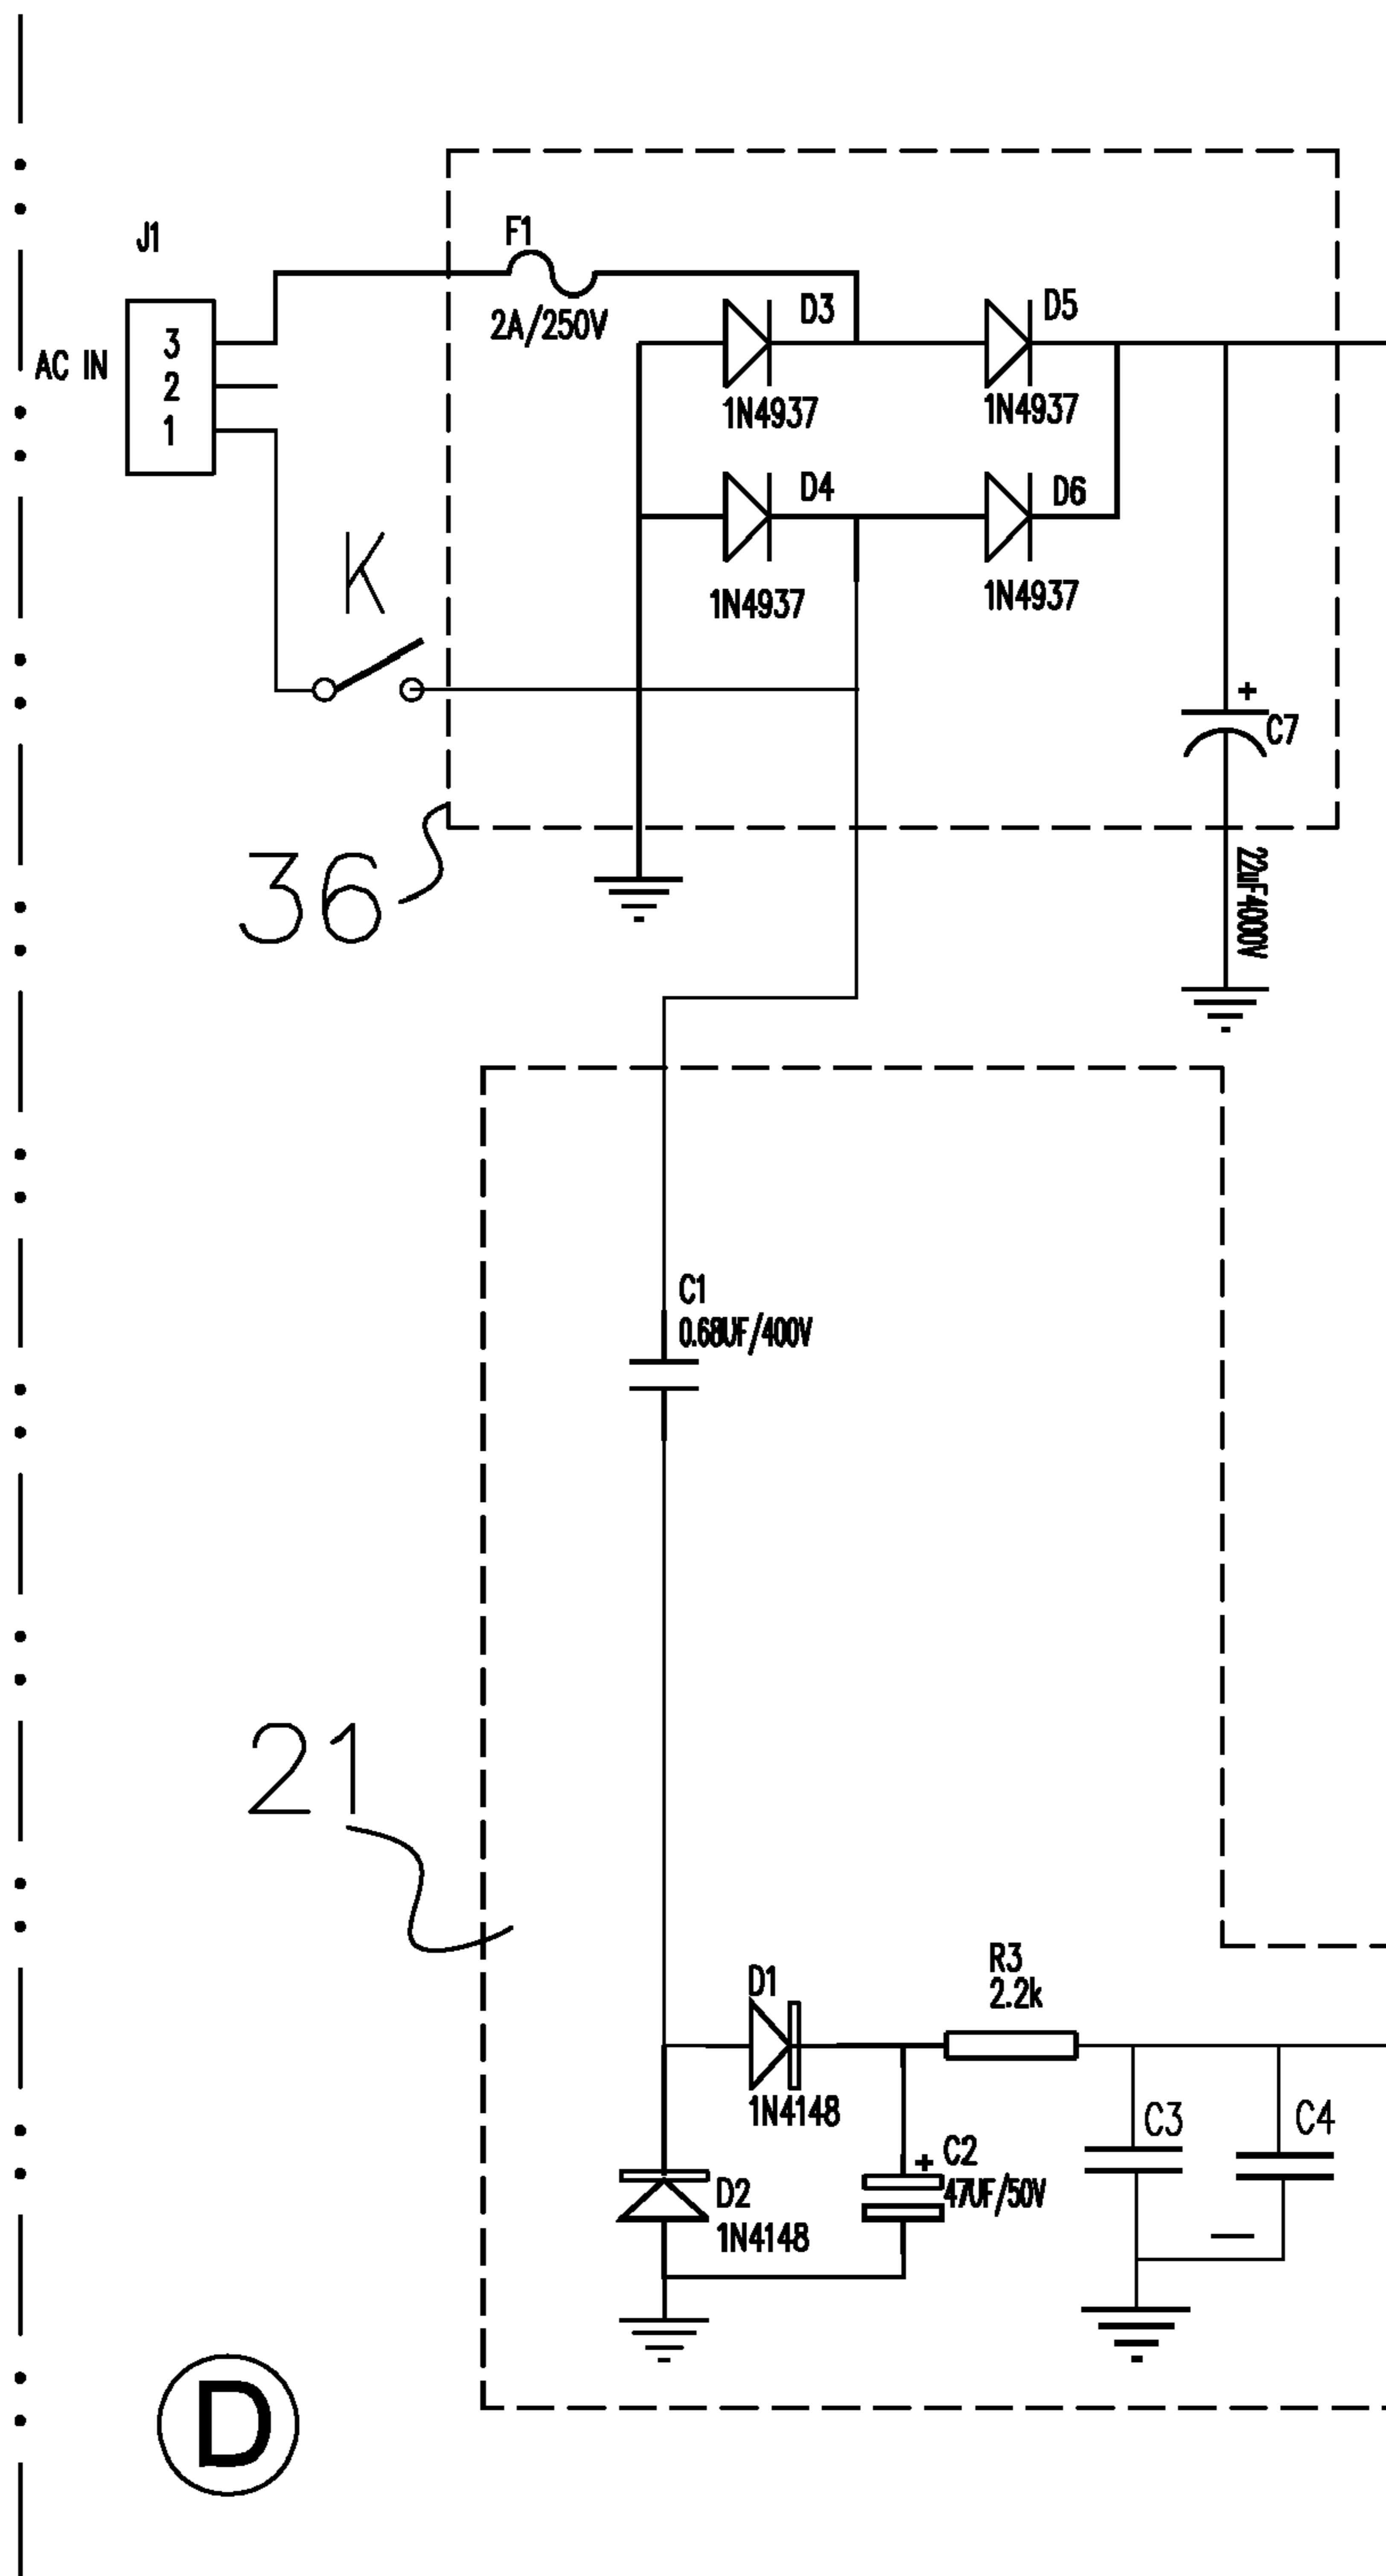 J1
F1
2A/250V
AC IN
3
2
1
D3
1N4937
D5
1N4937
D4
1N4937
D6
1N4937
K
+
C7
22uF4000V
36
C1
0.68UF/400V
21
R3
2.2k
D1
1N4148
D2
1N4148
+
C2
47UF/50V
C3
C4
D